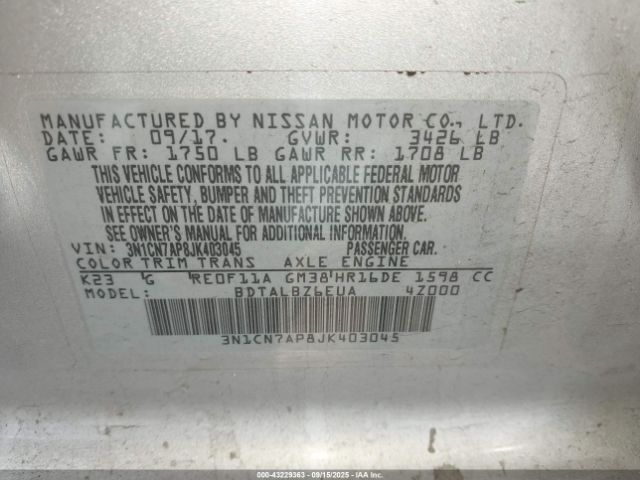 MANUFACTURED BY NISSAN MOTOR CO., LTD.
DATE: 09/17. GVWR: 3426 LB
GAWR FR: 1750 LB GAWR RR: 1708 LB
THIS VEHICLE CONFORMS TO ALL APPLICABLE FEDERAL MOTOR
VEHICLE SAFETY, BUMPER AND THEFT PREVENTION STANDARDS
IN EFFECT ON THE DATE OF MANUFACTURE SHOWN ABOVE.
SEE OWNER'S MANUAL FOR ADDITIONAL INFORMATION.
VIN: 3N1CN7AP8JK403045 PASSENGER CAR.
COLOR TRIM TRANS AXLE ENGINE
K23 G RE0F11A GM38 HR16DE 1598 CC
MODEL: BDTALBZ6EUA 4Z000
3N1CN7AP8JK403045
000-43229363 - 09/15/2025 - IAA Inc.